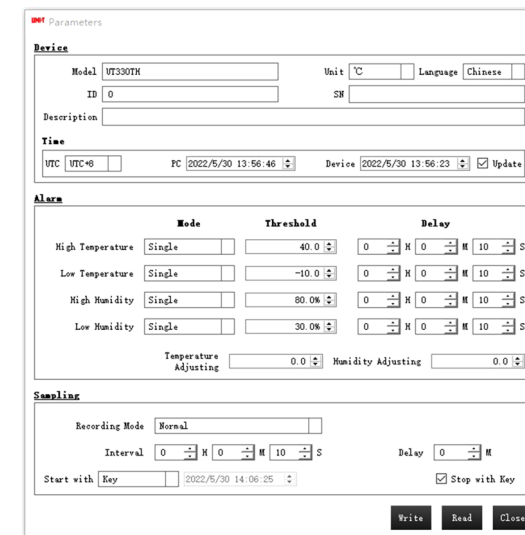 UNI-T Parameters
Device
Model UT330TH Unit ℃ Language Chinese
ID 0 SN
Description
Time
UTC UTC+8 PC 2022/5/30 13:56:46 Device 2022/5/30 13:56:23 Update
Alarm
Mode Threshold Delay
High Temperature Single 40.0 0 H 0 M 10 S
Low Temperature Single -10.0 0 H 0 M 10 S
High Humidity Single 80.0% 0 H 0 M 10 S
Low Humidity Single 30.0% 0 H 0 M 10 S
Temperature
Adjusting 0.0 Humidity Adjusting 0.0
Sampling
Recording Mode Normal
Interval 0 H 0 M 10 S Delay 0 M
Start with Key 2022/5/30 14:06:25 Stop with Key
Write Read Close